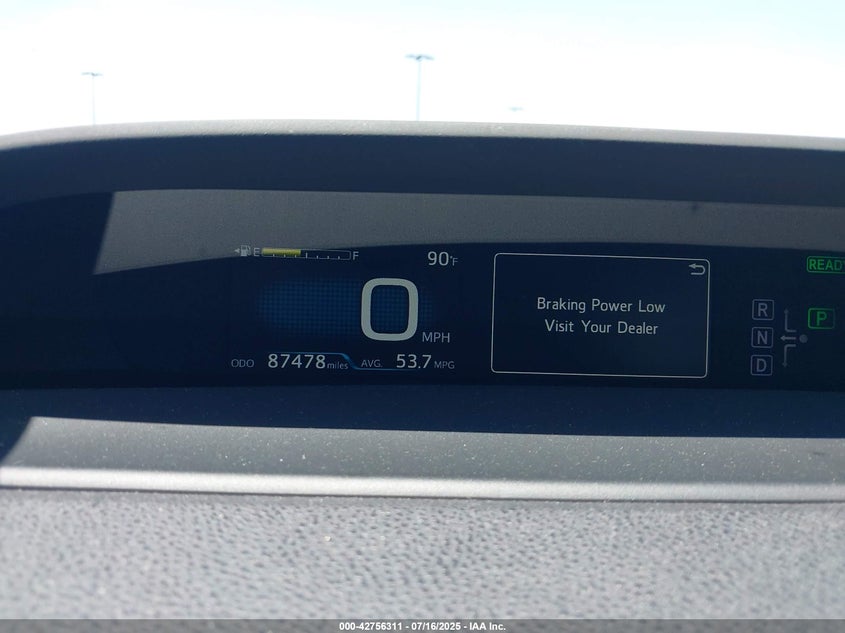 E F
90°F
READY
0 MPH
Braking Power Low
Visit Your Dealer
R
N
P
D
ODO 87478 miles AVG. 53.7 MPG
000-42756311 - 07/16/2025 - IAA Inc.